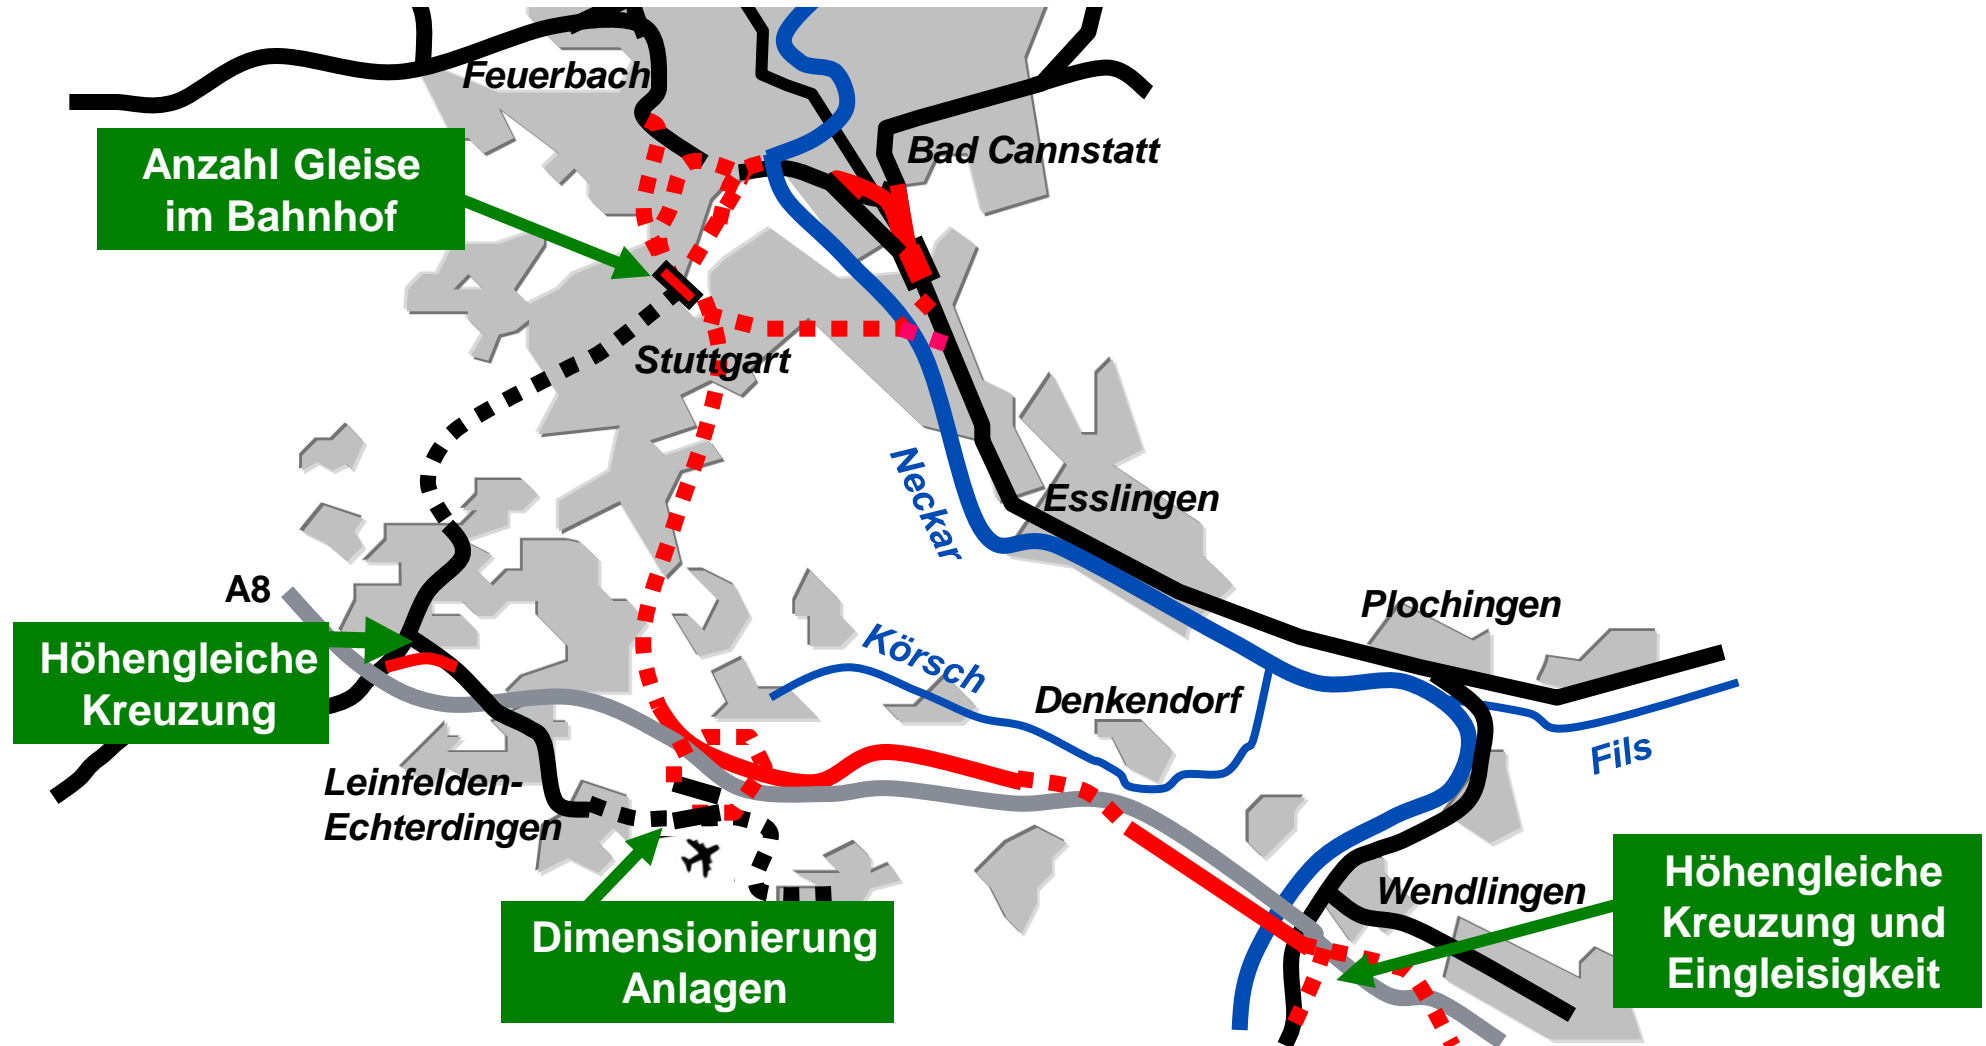 Feuerbach
Anzahl Gleise
im Bahnhof
Bad Cannstatt
Stuttgart
Neckar
Esslingen
A8
Plochingen
Höhengleiche
Kreuzung
Körsch
Denkendorf
Fils
Leinfelden-
Echterdingen
Wendlingen
Höhengleiche
Kreuzung und
Eingleisigkeit
Dimensionierung
Anlagen